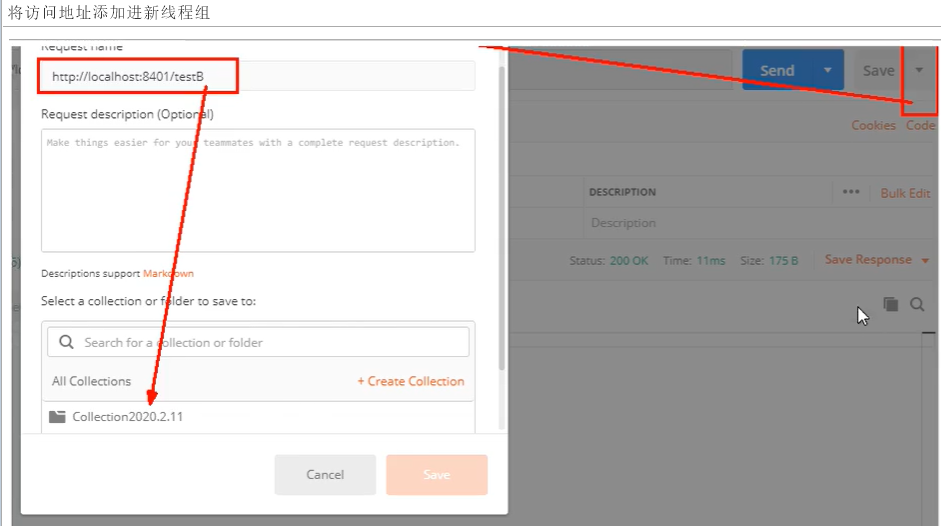 将访问地址添加进新线程组
Request name
http://localhost:8401/testB
Send
Save
Request description (Optional)
Make things easier for your teammates with a complete request description.
Cookies Code
DESCRIPTION
Bulk Edit
Description
Descriptions support Markdown
Status: 200 OK Time: 11ms Size: 175 B Save Response
Select a collection or folder to save to:
Search for a collection or folder
All Collections
+ Create Collection
Collection2020.2.11
Cancel
Save